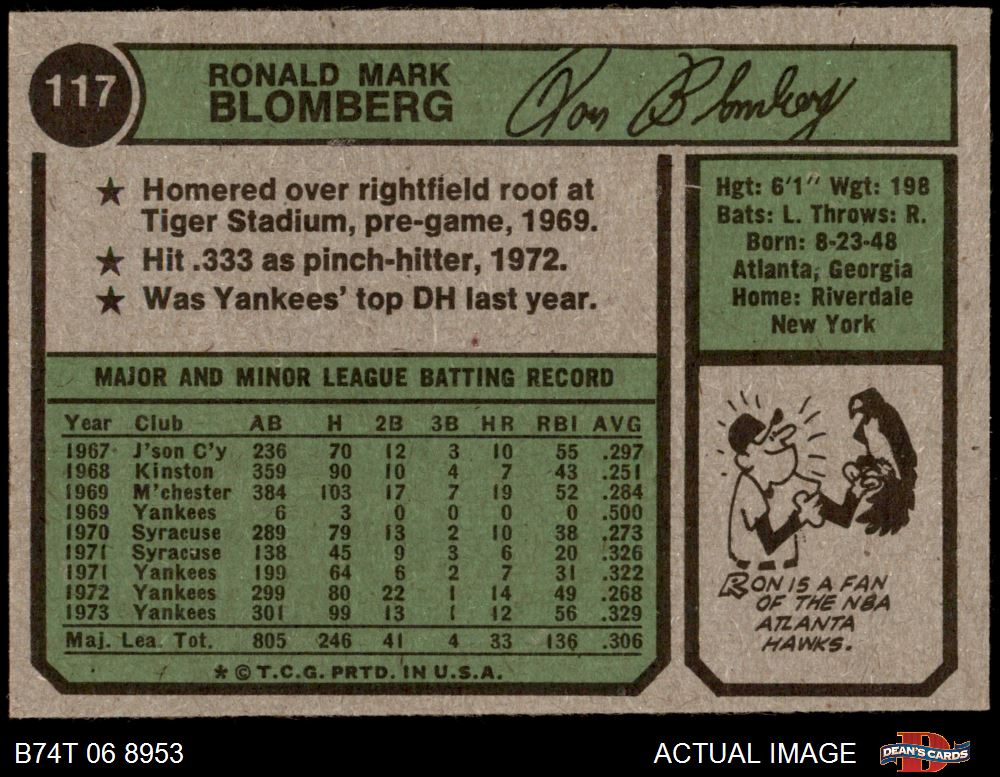 117
RONALD MARK
BLOMBERG
Ron Blomberg
★ Homered over rightfield roof at
Tiger Stadium, pre-game, 1969.
★ Hit .333 as pinch-hitter, 1972.
★ Was Yankees' top DH last year.
Hgt: 6'1" Wgt: 198
Bats: L. Throws: R.
Born: 8-23-48
Atlanta, Georgia
Home: Riverdale
New York
MAJOR AND MINOR LEAGUE BATTING RECORD
Year Club AB H 2B 3B HR RBI AVG
1967 J'son C'y 236 70 12 3 10 55 .297
1968 Kinston 359 90 10 4 7 43 .251
1969 M'chester 384 103 17 7 19 52 .284
1969 Yankees 6 3 0 0 0 0 .500
1970 Syracuse 289 79 13 2 10 38 .273
1971 Syracuse 138 45 9 3 6 20 .326
1971 Yankees 199 64 6 2 7 31 .322
1972 Yankees 299 80 22 1 14 49 .268
1973 Yankees 301 99 13 1 12 56 .329
Maj. Lea. Tot. 805 246 41 4 33 136 .306
* © T.C.G. PRTD. IN U.S.A.
RON IS A FAN
OF THE NBA
ATLANTA
HAWKS.
B74T 06 8953
ACTUAL IMAGE
D
DEAN'S CARDS